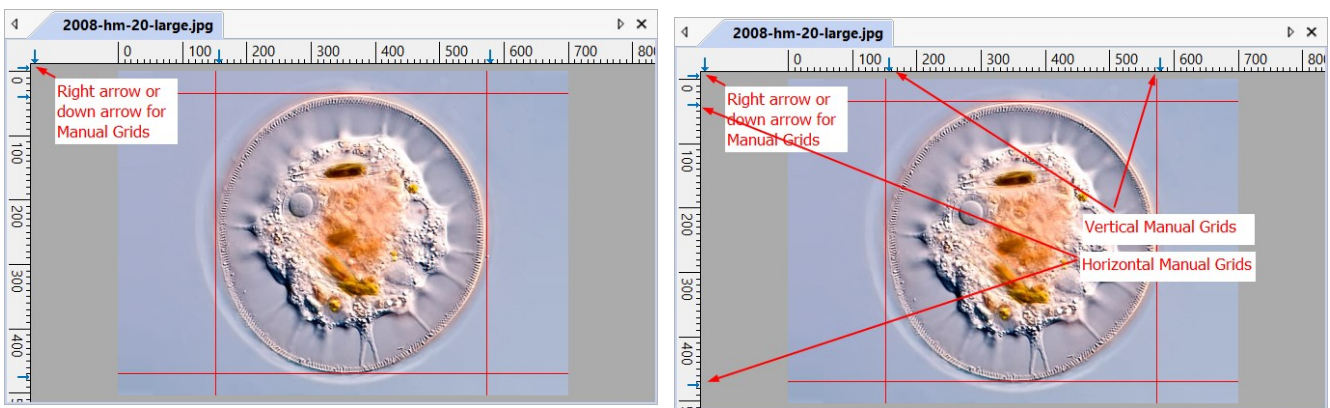 2008-hm-20-large.jpg
0 100 200 300 400 500 600 700 80
Right arrow or
down arrow for
Manual Grids
0
100
200
300
400
2008-hm-20-large.jpg
0 100 200 300 400 500 600 700 800
Right arrow or
down arrow for
Manual Grids
0
100
200
Vertical Manual Grids
Horizontal Manual Grids
300
4000